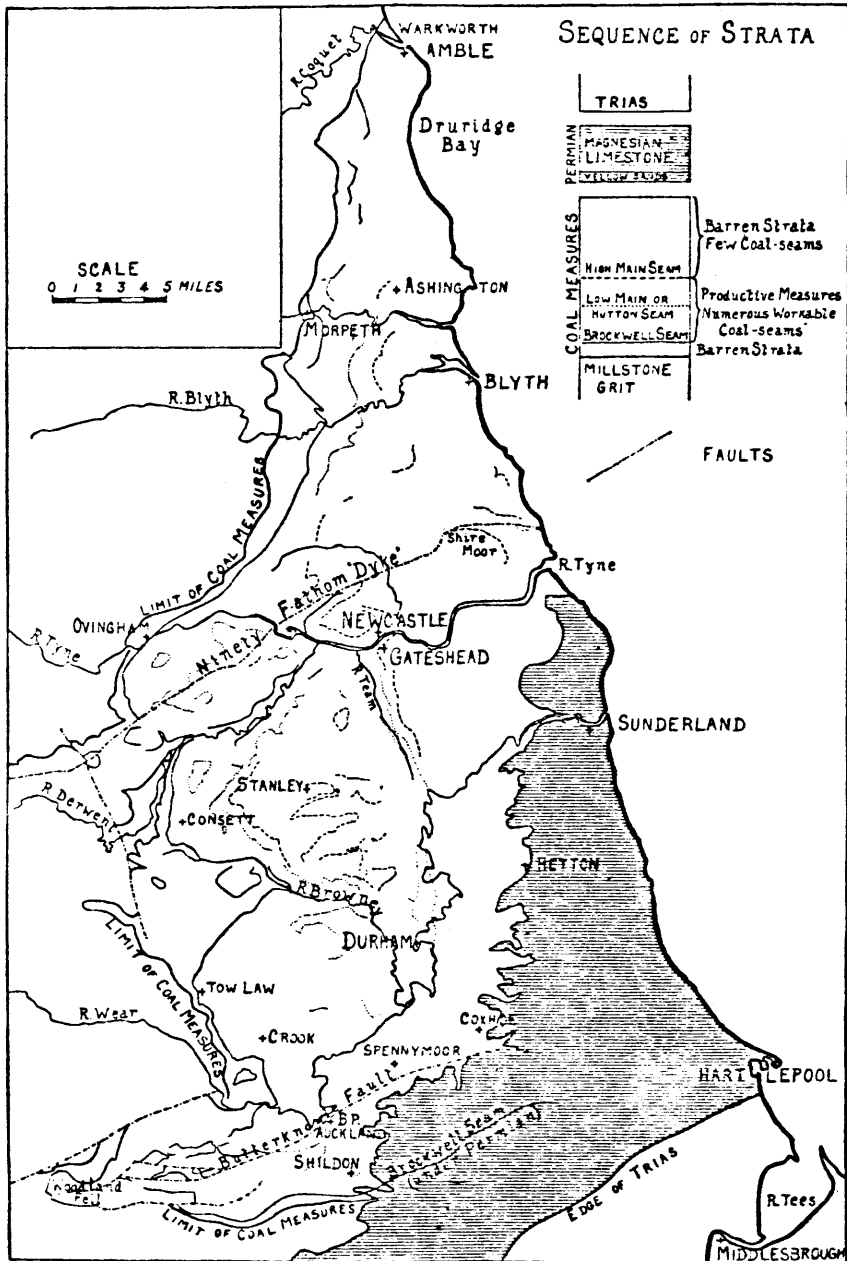 SEQUENCE OF STRATA
TRIAS
PERMIAN
MAGNESIAN
LIMESTONE
YELLOW SANDS
COAL MEASURES
Barren Strata
Few Coal-seams
HIGH MAIN SEAM
LOW MAIN OR
HUTTON SEAM
BROCKWELL SEAM
Productive Measures
Numerous Workable
Coal-seams
Barren Strata
MILLSTONE
GRIT
FAULTS
SCALE
0 1 2 3 4 5 MILES
WARKWORTH
AMBLE
R. Coquet
Druridge
Bay
ASHINGTON
MORPETH
BLYTH
R. Blyth
LIMIT OF COAL MEASURES
Shire
Moor
R. Tyne
Ninety Fathom "Dyke"
OVINGHAM
R. Tyne
NEWCASTLE
GATESHEAD
R. Team
SUNDERLAND
STANLEY
R. Derwent
CONSETT
HETTON
R. Browney
DURHAM
LIMIT OF COAL MEASURES
TOW LAW
R. Wear
CROOK
COXH
SPENNYMOOR
HARTLEPOOL
"Butterknowle Fault"
BP.
AUCKLAND
SHILDON
Brockwell Seam
(under Permian)
Woodland
Fell
LIMIT OF COAL MEASURES
EDGE OF TRIAS
R. Tees
MIDDLESBROUGH